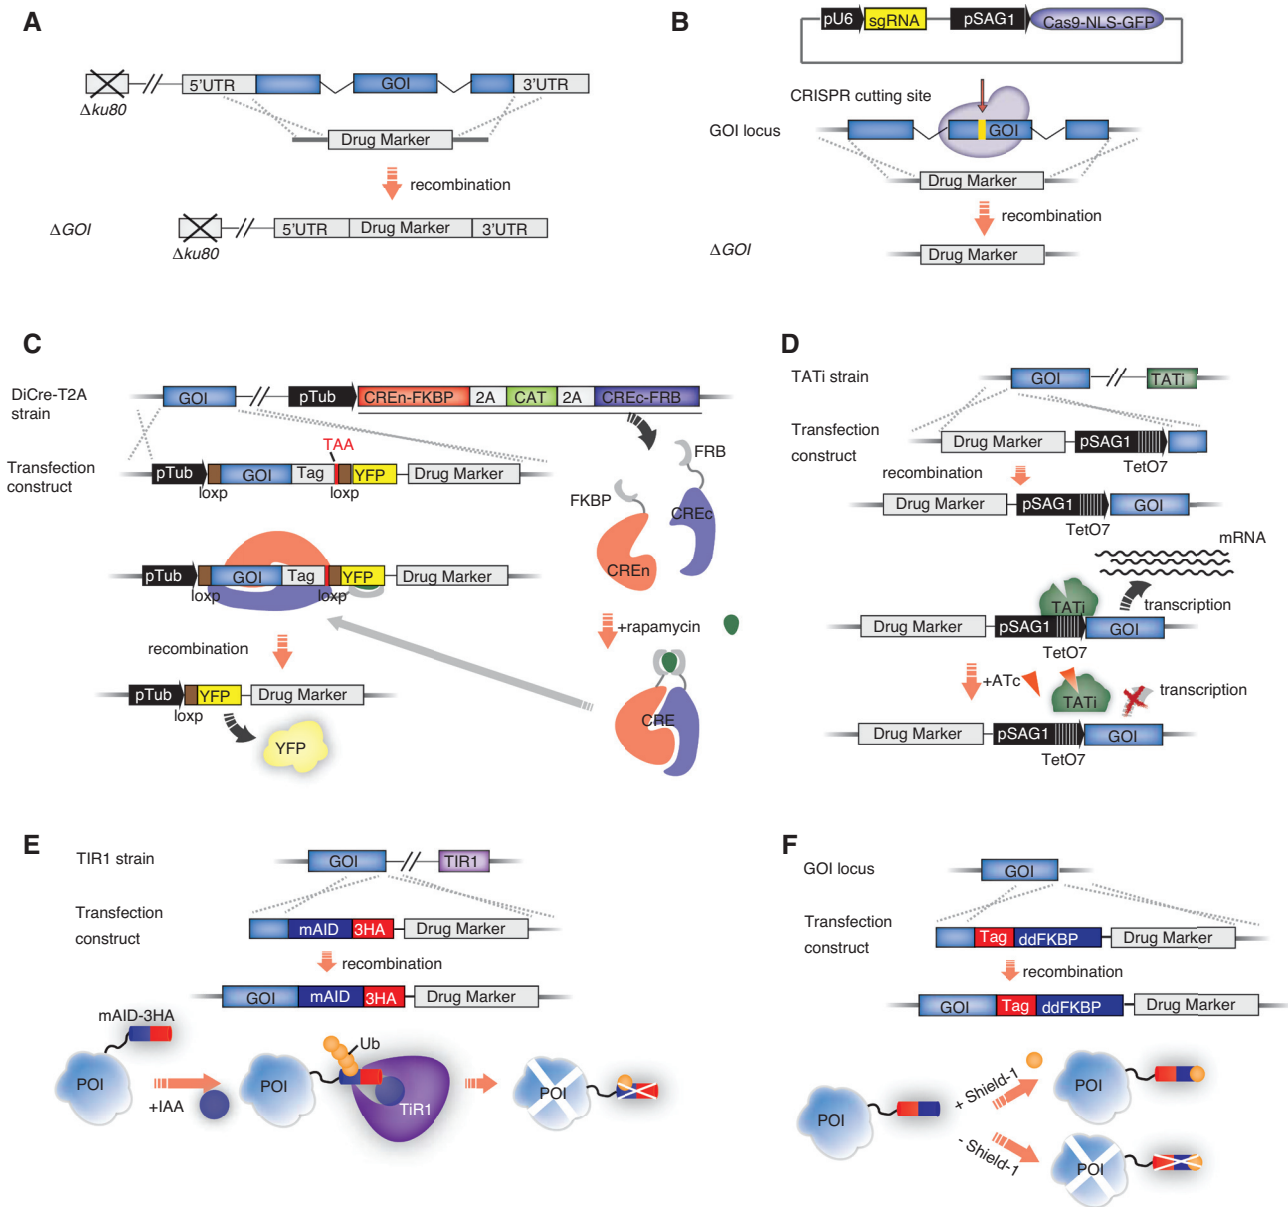 A
5'UTR GOI 3'UTR
Δku80
Drug Marker
recombination
ΔGOI
5'UTR Drug Marker 3'UTR
Δku80
B
pU6 sgRNA pSAG1 Cas9-NLS-GFP
CRISPR cutting site
GOI locus
GOI
Drug Marker
recombination
ΔGOI
Drug Marker
C
DiCre-T2A
strain
GOI pTub CREn-FKBP 2A CAT 2A CREc-FRB
TAA
Transfection
construct
pTub GOI Tag YFP Drug Marker
loxp loxp
FRB
FKBP
CREc
CREn
pTub GOI Tag YFP Drug Marker
loxp loxp
+rapamycin
recombination
CRE
pTub YFP Drug Marker
loxp
YFP
D
TATi strain
GOI TATi
Transfection
construct
Drug Marker pSAG1
TetO7
recombination
Drug Marker pSAG1 GOI
TetO7
mRNA
TATi
transcription
Drug Marker pSAG1 GOI
TetO7
+ATc
TATi
transcription
Drug Marker pSAG1 GOI
TetO7
E
TIR1 strain
GOI TIR1
Transfection
construct
mAID 3HA Drug Marker
recombination
GOI mAID 3HA Drug Marker
mAID-3HA
Ub
POI
+IAA
POI
TiR1
POI
F
GOI locus
GOI
Transfection
construct
Tag ddFKBP Drug Marker
recombination
GOI Tag ddFKBP Drug Marker
POI
+ Shield-1
POI
- Shield-1
POI